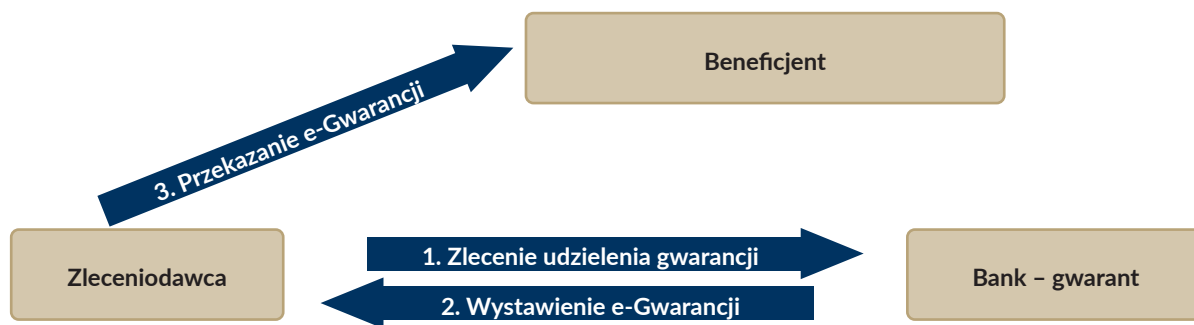 Beneficjent
3. Przekazanie e-Gwarancji
Zleceniodawca
1. Zlecenie udzielenia gwarancji
2. Wystawienie e-Gwarancji
Bank – gwarant